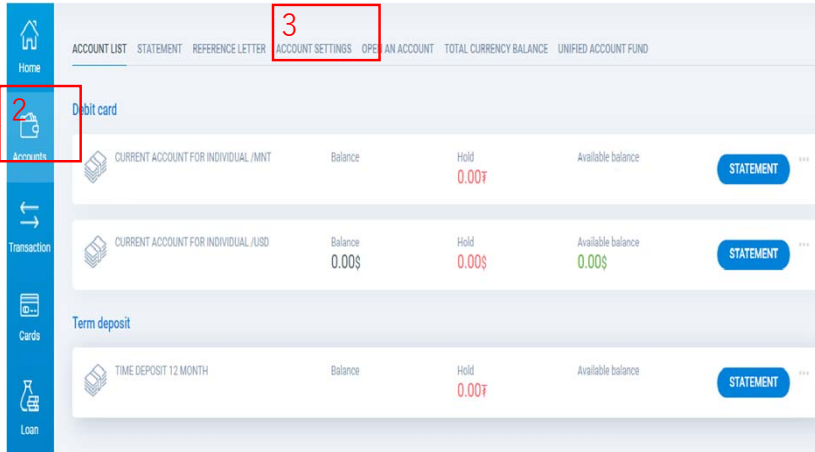 3
Home
ACCOUNT LIST STATEMENT REFERENCE LETTER ACCOUNT SETTINGS OPEN AN ACCOUNT TOTAL CURRENCY BALANCE UNIFIED ACCOUNT FUND
2
Accounts
Debit card
CURRENT ACCOUNT FOR INDIVIDUAL /MNT Balance Hold Available balance
0.00₮
STATEMENT
CURRENT ACCOUNT FOR INDIVIDUAL /USD Balance Hold Available balance
0.00$ 0.00$ 0.00$
STATEMENT
Transaction
Cards
Term deposit
TIME DEPOSIT 12 MONTH Balance Hold Available balance
0.00₮
STATEMENT
Loan